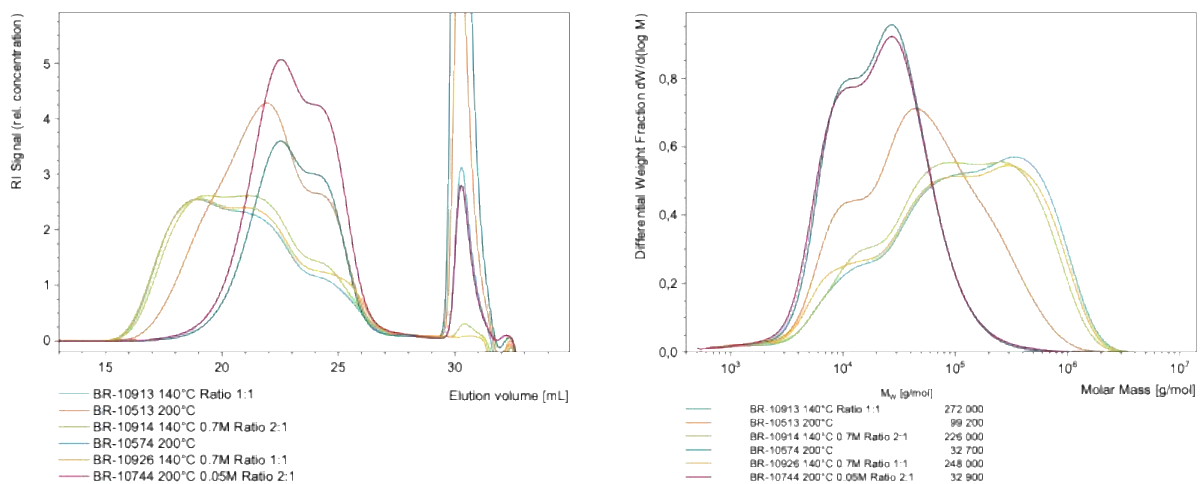 RI Signal (rel. concentration)
5
4
3
2
1
0
15
20
25
30
Elution volume [mL]
BR-10913 140°C Ratio 1:1
BR-10513 200°C
BR-10914 140°C 0.7M Ratio 2:1
BR-10574 200°C
BR-10926 140°C 0.7M Ratio 1:1
BR-10744 200°C 0.05M Ratio 2:1
Differential Weight Fraction dW/d(log M)
0,8
0,6
0,4
0,2
0,0
10³
10⁴
10⁵
10⁶
10⁷
Molar Mass [g/mol]
Mw [g/mol]
BR-10913 140°C Ratio 1:1 272 000
BR-10513 200°C 99 200
BR-10914 140°C 0.7M Ratio 2:1 226 000
BR-10574 200°C 32 700
BR-10926 140°C 0.7M Ratio 1:1 248 000
BR-10744 200°C 0.05M Ratio 2:1 32 900